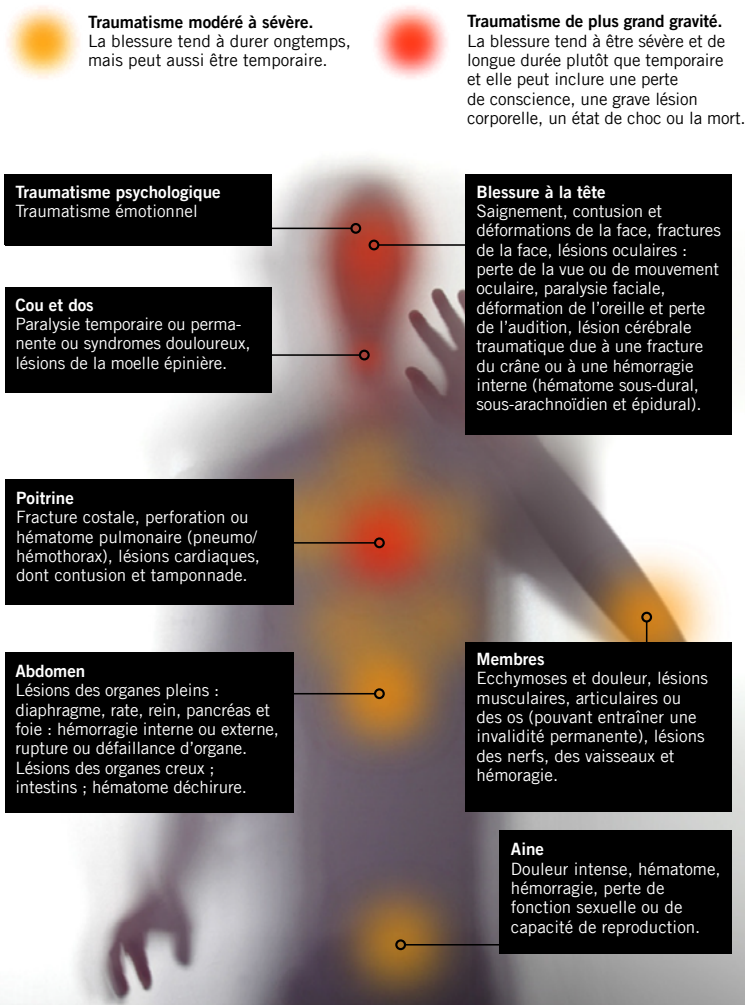 Traumatisme modéré à sévère.
La blessure tend à durer ongtemps,
mais peut aussi être temporaire.
Traumatisme de plus grand gravité.
La blessure tend à être sévère et de
longue durée plutôt que temporaire
et elle peut inclure une perte
de conscience, une grave lésion
corporelle, un état de choc ou la mort.
Traumatisme psychologique
Traumatisme émotionnel
Blessure à la tête
Saignement, contusion et
déformations de la face, fractures
de la face, lésions oculaires :
perte de la vue ou de mouvement
oculaire, paralysie faciale,
déformation de l'oreille et perte
de l'audition, lésion cérébrale
traumatique due à une fracture
du crâne ou à une hémorragie
interne (hématome sous-dural,
sous-arachnoïdien et épidural).
Cou et dos
Paralysie temporaire ou perma-
nente ou syndromes douloureux,
lésions de la moelle épinière.
Poitrine
Fracture costale, perforation ou
hématome pulmonaire (pneumo/
hémothorax), lésions cardiaques,
dont contusion et tamponnade.
Abdomen
Lésions des organes pleins :
diaphragme, rate, rein, pancréas et
foie : hémorragie interne ou externe,
rupture ou défaillance d'organe.
Lésions des organes creux ;
intestins ; hématome déchirure.
Membres
Ecchymoses et douleur, lésions
musculaires, articulaires ou
des os (pouvant entraîner une
invalidité permanente), lésions
des nerfs, des vaisseaux et
hémoragie.
Aine
Douleur intense, hématome,
hémorragie, perte de
fonction sexuelle ou de
capacité de reproduction.